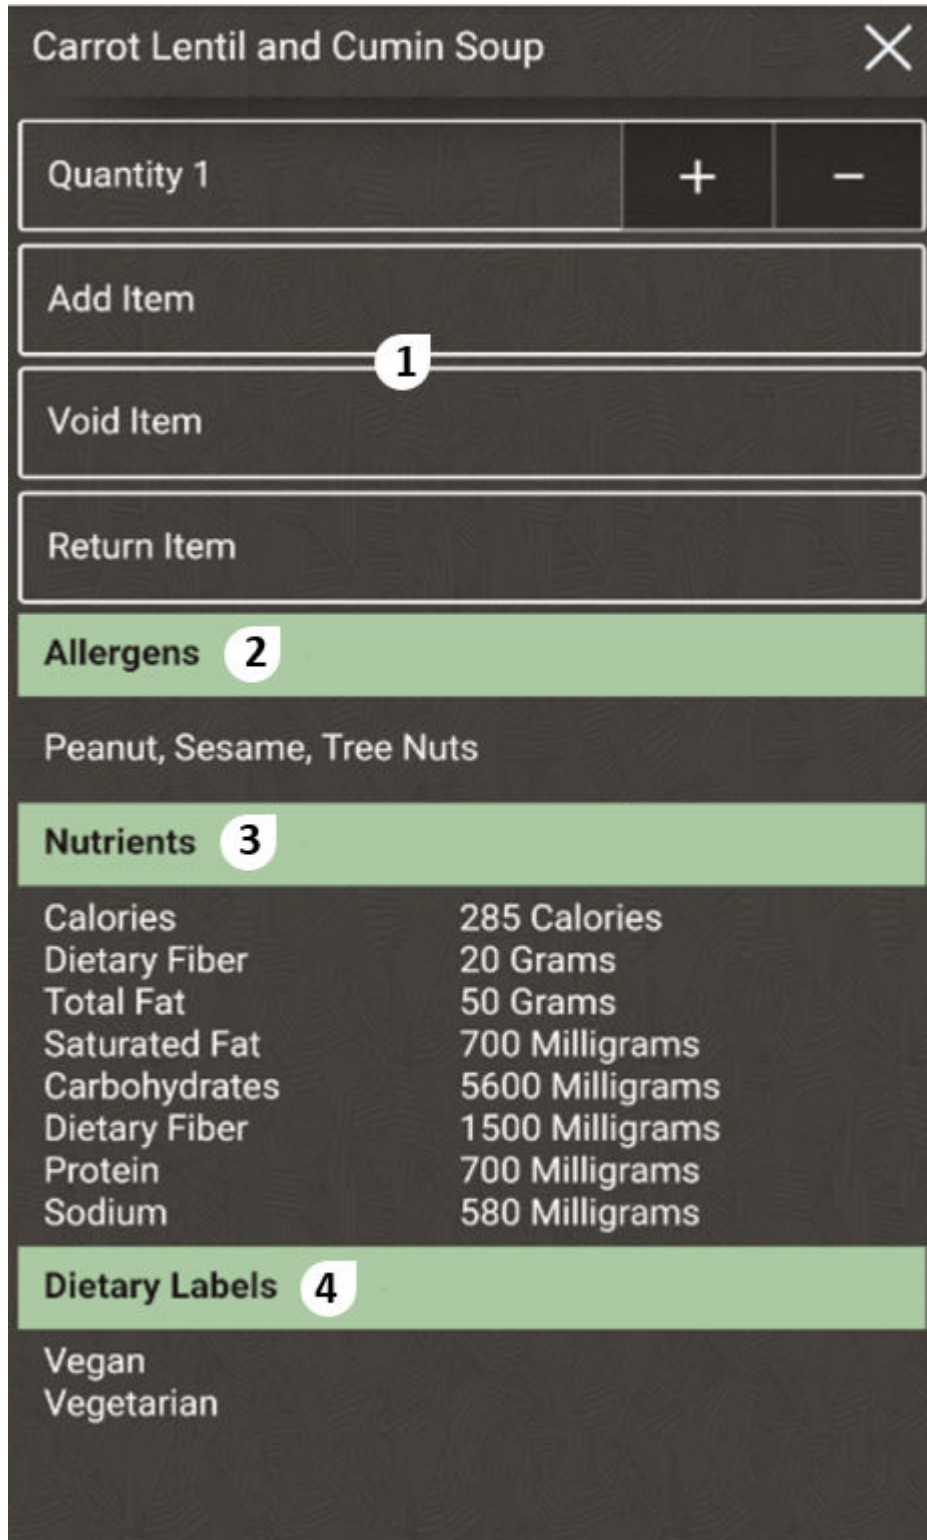 Carrot Lentil and Cumin Soup
Quantity 1 + −
Add Item
1
Void Item
Return Item
Allergens 2
Peanut, Sesame, Tree Nuts
Nutrients 3
Calories 285 Calories
Dietary Fiber 20 Grams
Total Fat 50 Grams
Saturated Fat 700 Milligrams
Carbohydrates 5600 Milligrams
Dietary Fiber 1500 Milligrams
Protein 700 Milligrams
Sodium 580 Milligrams
Dietary Labels 4
Vegan
Vegetarian